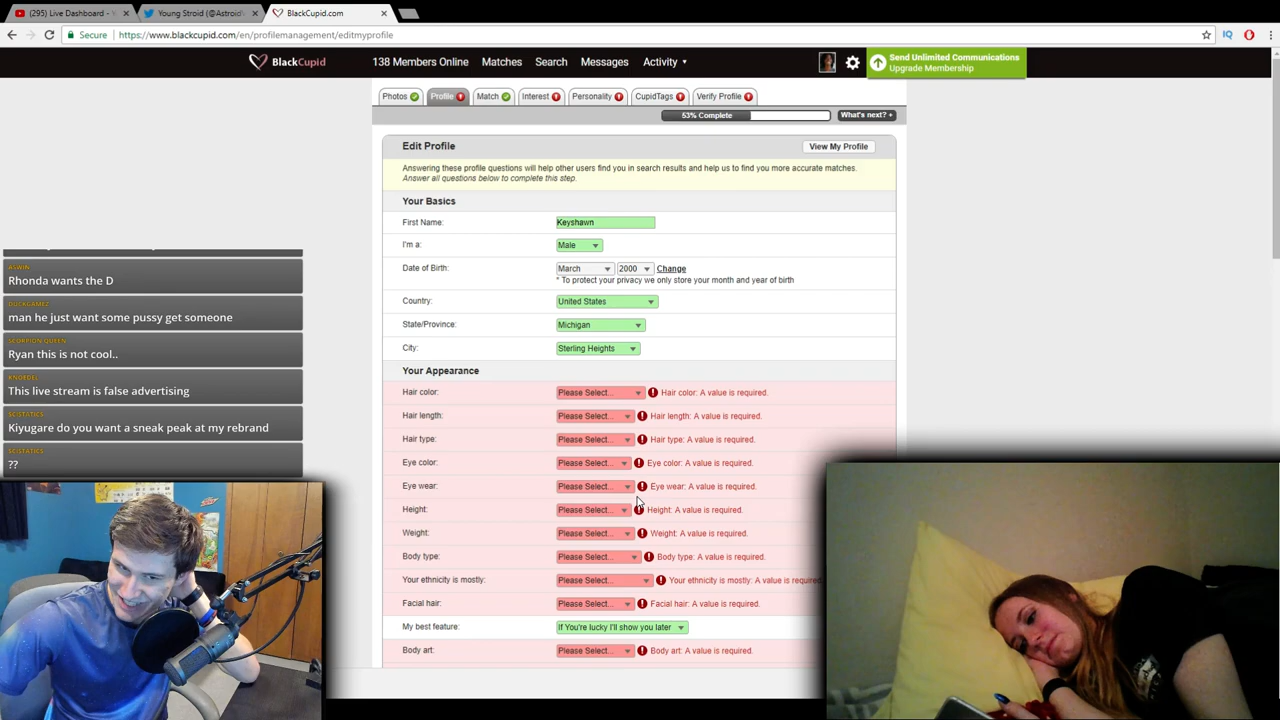 (295) Live Dashboard -
Young Stroid (@Astroid
BlackCupid.com
Secure
https://www.blackcupid.com/en/profilemanagement/editmyprofile
BlackCupid
138 Members Online
Matches
Search
Messages
Activity
Send Unlimited Communications
Upgrade Membership
Photos
Profile
Match
Interest
Personality
CupidTags
Verify Profile
53% Complete
What's next? +
Edit Profile
View My Profile
Answering these profile questions will help other users find you in search results and help us to find you more accurate matches.
Answer all questions below to complete this step.
Your Basics
First Name: Keyshawn
I'm a: Male
Date of Birth: March 2000 Change
* To protect your privacy we only store your month and year of birth
Country: United States
State/Province: Michigan
City: Sterling Heights
Your Appearance
Hair color: Please Select... Hair color: A value is required.
Hair length: Please Select... Hair length: A value is required.
Hair type: Please Select... Hair type: A value is required.
Eye color: Please Select... Eye color: A value is required.
Eye wear: Please Select... Eye wear: A value is required.
Height: Please Select... Height: A value is required.
Weight: Please Select... Weight: A value is required.
Body type: Please Select... Body type: A value is required.
Your ethnicity is mostly: Please Select... Your ethnicity is mostly: A value is required.
Facial hair: Please Select... Facial hair: A value is required.
My best feature: If You're lucky I'll show you later
Body art: Please Select... Body art: A value is required.
ASWIN
Rhonda wants the D
DUCKGAMEZ
man he just want some pussy get someone
SCORPION QUEEN
Ryan this is not cool..
KNOEDEL
This live stream is false advertising
SCISTATICS
Kiyugare do you want a sneak peak at my rebrand
SCISTATICS
??